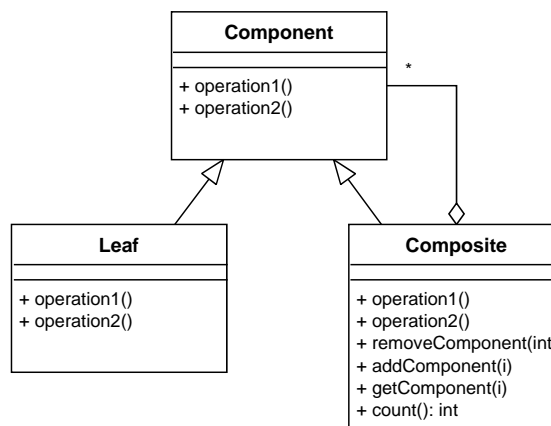 Component
+ operation1()
+ operation2()
*
Leaf
+ operation1()
+ operation2()
Composite
+ operation1()
+ operation2()
+ removeComponent(int
+ addComponent(i)
+ getComponent(i)
+ count(): int